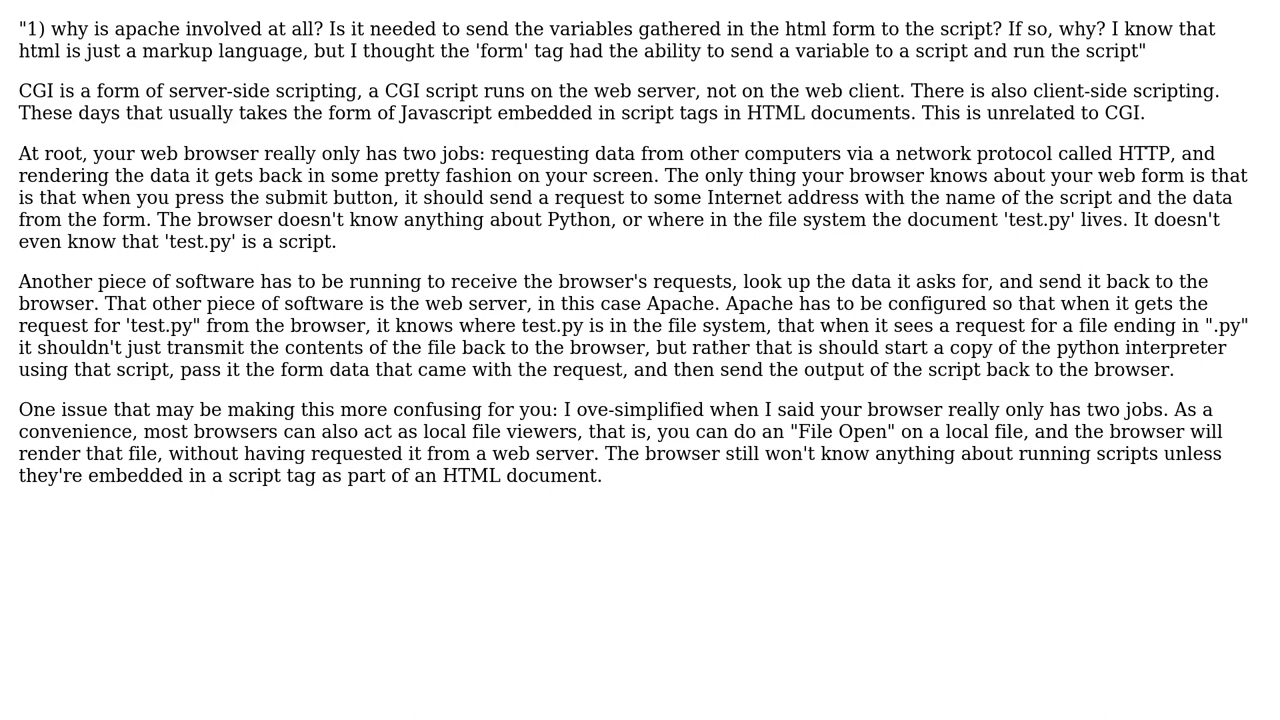 "1) why is apache involved at all? Is it needed to send the variables gathered in the html form to the script? If so, why? I know that
html is just a markup language, but I thought the 'form' tag had the ability to send a variable to a script and run the script"
CGI is a form of server-side scripting, a CGI script runs on the web server, not on the web client. There is also client-side scripting.
These days that usually takes the form of Javascript embedded in script tags in HTML documents. This is unrelated to CGI.
At root, your web browser really only has two jobs: requesting data from other computers via a network protocol called HTTP, and
rendering the data it gets back in some pretty fashion on your screen. The only thing your browser knows about your web form is that
is that when you press the submit button, it should send a request to some Internet address with the name of the script and the data
from the form. The browser doesn't know anything about Python, or where in the file system the document 'test.py' lives. It doesn't
even know that 'test.py' is a script.
Another piece of software has to be running to receive the browser's requests, look up the data it asks for, and send it back to the
browser. That other piece of software is the web server, in this case Apache. Apache has to be configured so that when it gets the
request for 'test.py" from the browser, it knows where test.py is in the file system, that when it sees a request for a file ending in ".py"
it shouldn't just transmit the contents of the file back to the browser, but rather that is should start a copy of the python interpreter
using that script, pass it the form data that came with the request, and then send the output of the script back to the browser.
One issue that may be making this more confusing for you: I ove-simplified when I said your browser really only has two jobs. As a
convenience, most browsers can also act as local file viewers, that is, you can do an "File Open" on a local file, and the browser will
render that file, without having requested it from a web server. The browser still won't know anything about running scripts unless
they're embedded in a script tag as part of an HTML document.